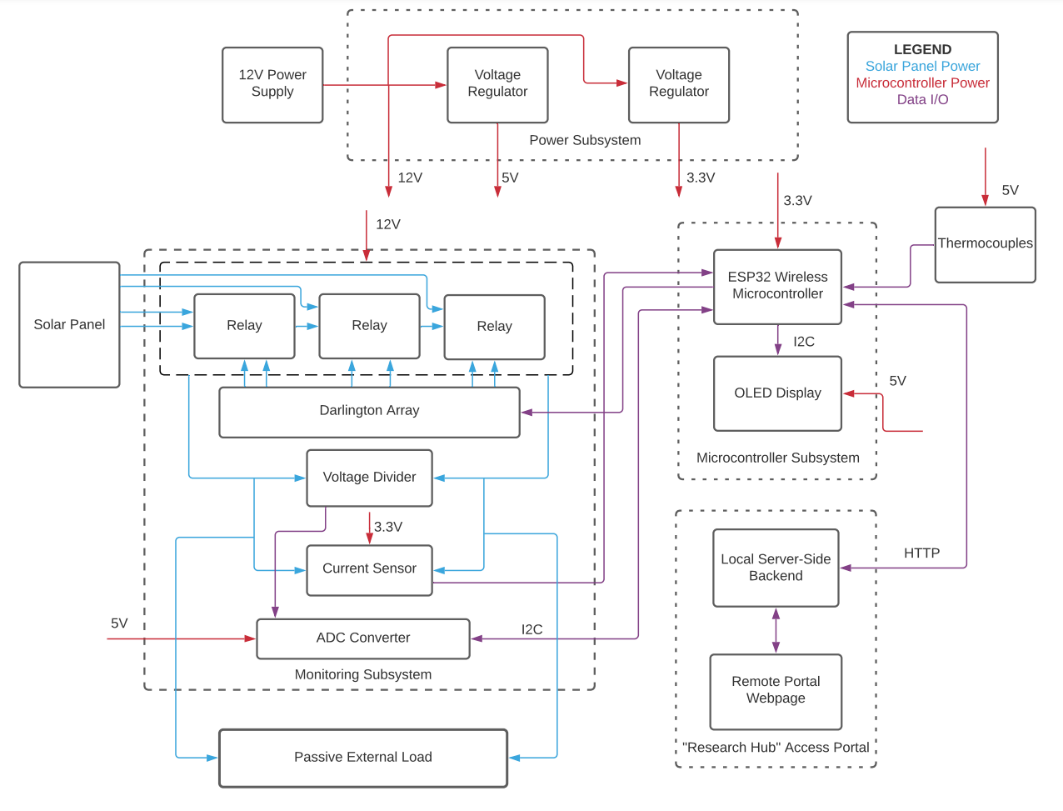 LEGEND
Solar Panel Power
Microcontroller Power
Data I/O
12V Power
Supply
Voltage
Regulator
Voltage
Regulator
Power Subsystem
12V
5V
3.3V
3.3V
5V
12V
Thermocouples
ESP32 Wireless
Microcontroller
Solar Panel
Relay
Relay
Relay
I2C
5V
OLED Display
Darlington Array
Microcontroller Subsystem
Voltage Divider
3.3V
Current Sensor
HTTP
Local Server-Side
Backend
5V
I2C
ADC Converter
Monitoring Subsystem
Remote Portal
Webpage
"Research Hub" Access Portal
Passive External Load